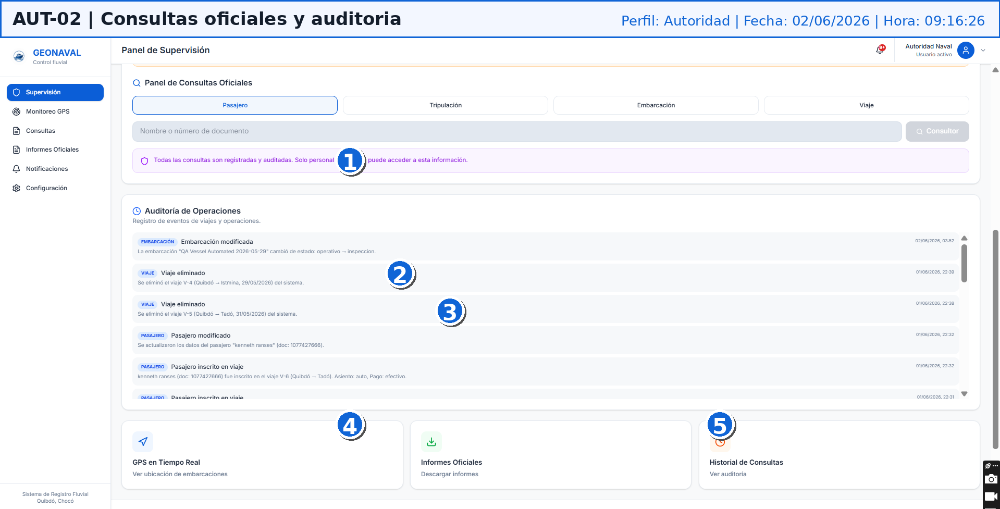 AUT-02 | Consultas oficiales y auditoria
Perfil: Autoridad | Fecha: 02/06/2026 | Hora: 09:16:26
GEONAVAL
Control fluvial
Panel de Supervisión
9+
Autoridad Naval
Usuario activo
Supervisión
Monitoreo GPS
Consultas
Informes Oficiales
Notificaciones
Configuración
Sistema de Registro Fluvial
Quibdó, Chocó
Panel de Consultas Oficiales
Pasajero
Tripulación
Embarcación
Viaje
Nombre o número de documento
Consultor
Todas las consultas son registradas y auditadas. Solo personal 1 puede acceder a esta información.
Auditoría de Operaciones
Registro de eventos de viajes y operaciones.
EMBARCACIÓN Embarcación modificada 02/06/2026, 03:52
La embarcación "QA Vessel Automated 2026-05-29" cambió de estado: operativo → inspeccion.
2
VIAJE Viaje eliminado 01/06/2026, 22:39
Se eliminó el viaje V-4 (Quibdó → Istmina, 29/05/2026) del sistema.
VIAJE Viaje eliminado 01/06/2026, 22:38
3
Se eliminó el viaje V-5 (Quibdó → Tadó, 31/05/2026) del sistema.
PASAJERO Pasajero modificado 01/06/2026, 22:32
Se actualizaron los datos del pasajero "kenneth ranses" (doc: 1077427666).
PASAJERO Pasajero inscrito en viaje 01/06/2026, 22:32
kenneth ranses (doc: 1077427666) fue inscrito en el viaje V-6 (Quibdó → Tadó). Asiento: auto, Pago: efectivo.
PASAJERO Pasajero inscrito en viaje 01/06/2026, 22:31
4
GPS en Tiempo Real
Ver ubicación de embarcaciones
Informes Oficiales
Descargar informes
5
Historial de Consultas
Ver auditoría